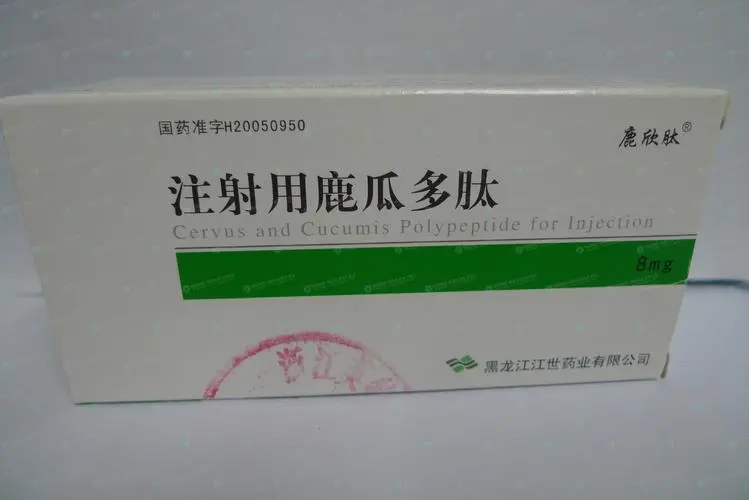 国药准字H20050950
鹿欣肽®
注射用鹿瓜多肽
Cervus and Cucumis Polypeptide for Injection
8mg
黑龙江江世药业有限公司